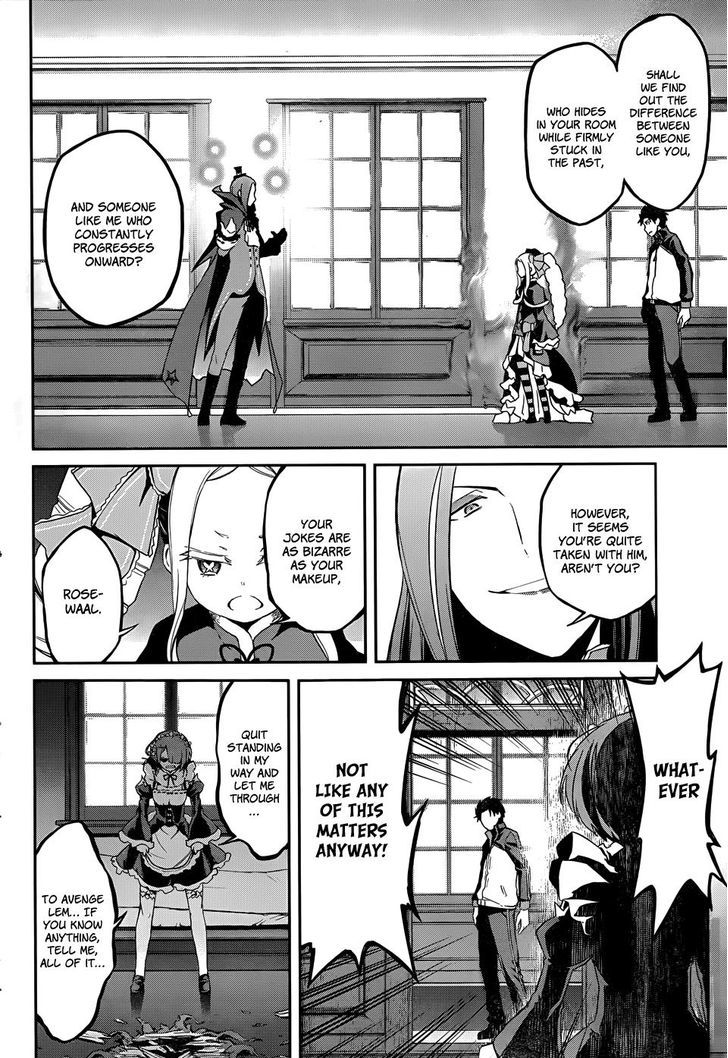 SHALL
WE FIND
OUT THE
DIFFERENCE
BETWEEN
SOMEONE
LIKE YOU,
WHO HIDES
IN YOUR ROOM
WHILE FIRMLY
STUCK IN
THE PAST,
AND SOMEONE
LIKE ME WHO
CONSTANTLY
PROGRESSES
ONWARD?
HOWEVER,
IT SEEMS
YOU'RE QUITE
TAKEN WITH HIM,
AREN'T YOU?
YOUR
JOKES ARE
AS BIZARRE
AS YOUR
MAKEUP,
ROSE-
WAAL.
WHAT-
EVER
NOT
LIKE ANY
OF THIS
MATTERS
ANYWAY!
QUIT
STANDING
IN MY
WAY AND
LET ME
THROUGH
...
TO AVENGE
LEM... IF
YOU KNOW
ANYTHING,
TELL ME,
ALL OF IT...